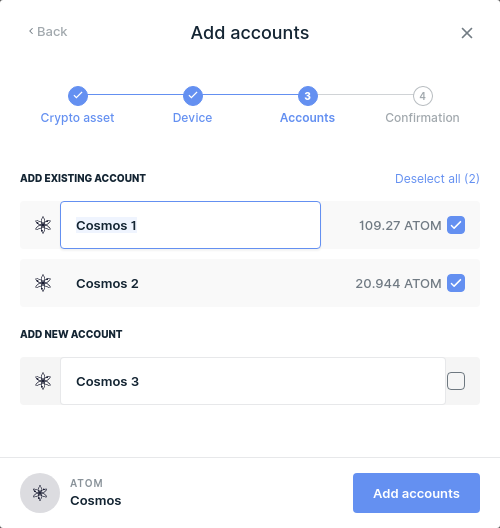 Back
Add accounts
3
4
Crypto asset
Device
Accounts
Confirmation
ADD EXISTING ACCOUNT
Deselect all (2)
Cosmos 1
109.27 ATOM
Cosmos 2
20.944 ATOM
ADD NEW ACCOUNT
Cosmos 3
ATOM
Cosmos
Add accounts